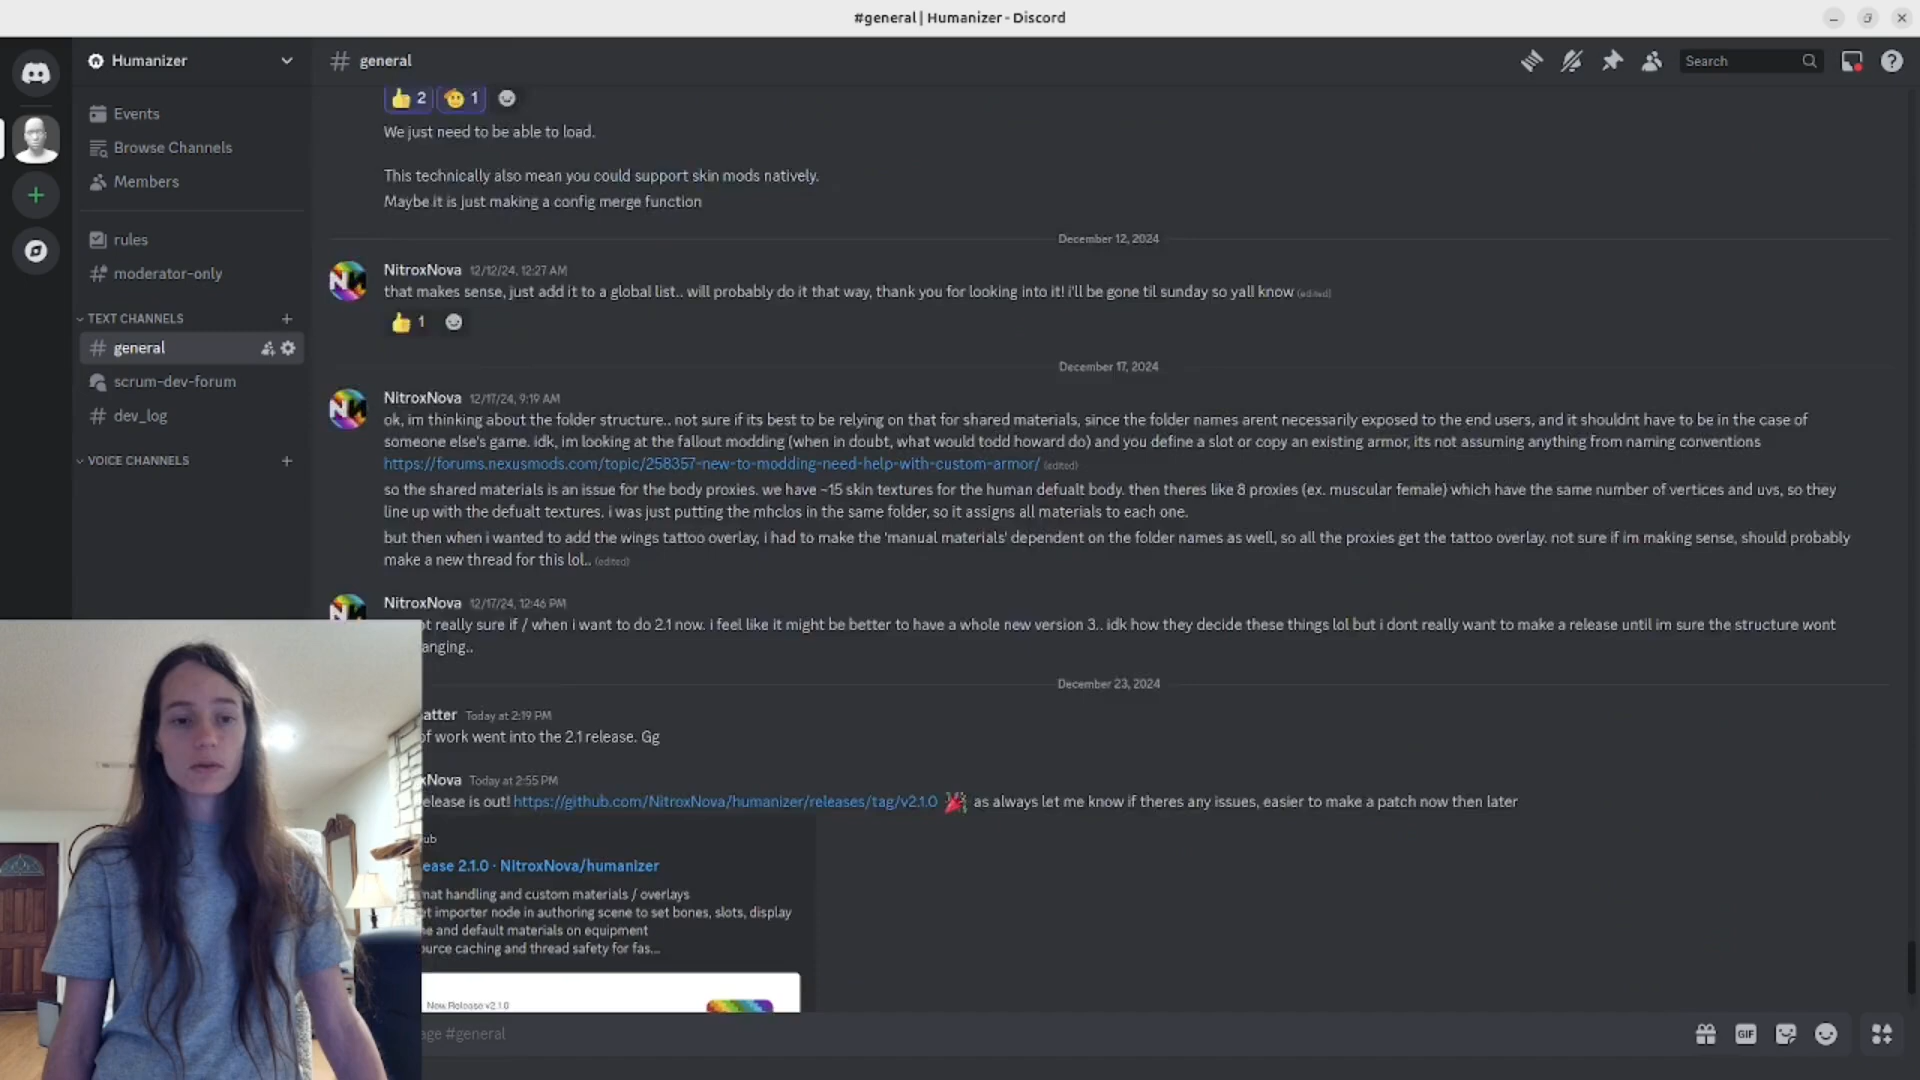 #general | Humanizer - Discord
Humanizer
# general
Search
Events
Browse Channels
Members
rules
moderator-only
TEXT CHANNELS
general
scrum-dev-forum
dev_log
VOICE CHANNELS
2
1
We just need to be able to load.
This technically also mean you could support skin mods natively.
Maybe it is just making a config merge function
December 12, 2024
NitroxNova 12/12/24, 12:27 AM
that makes sense, just add it to a global list.. will probably do it that way, thank you for looking into it! i'll be gone til sunday so yall know (edited)
1
December 17, 2024
NitroxNova 12/17/24, 9:19 AM
ok, im thinking about the folder structure.. not sure if its best to be relying on that for shared materials, since the folder names arent necessarily exposed to the end users, and it shouldnt have to be in the case of
someone else's game. idk, im looking at the fallout modding (when in doubt, what would todd howard do) and you define a slot or copy an existing armor, its not assuming anything from naming conventions
https://forums.nexusmods.com/topic/258357-new-to-modding-need-help-with-custom-armor/ (edited)
so the shared materials is an issue for the body proxies. we have ~15 skin textures for the human defualt body. then theres like 8 proxies (ex. muscular female) which have the same number of vertices and uvs, so they
line up with the defualt textures. i was just putting the mhclos in the same folder, so it assigns all materials to each one.
but then when i wanted to add the wings tattoo overlay, i had to make the 'manual materials' dependent on the folder names as well, so all the proxies get the tattoo overlay. not sure if im making sense, should probably
make a new thread for this lol.. (edited)
NitroxNova 12/17/24, 12:46 PM
really sure if / when i want to do 2.1 now. i feel like it might be better to have a whole new version 3.. idk how they decide these things lol but i dont really want to make a release until im sure the structure wont
anging..
December 23, 2024
atter Today at 2:19 PM
of work went into the 2.1 release. Gg
xNova Today at 2:55 PM
elease is out! https://github.com/NitroxNova/humanizer/releases/tag/v2.1.0 as always let me know if theres any issues, easier to make a patch now then later
ub
ease 2.1.0 · NitroxNova/humanizer
mat handling and custom materials / overlays
et importer node in authoring scene to set bones, slots, display
e and default materials on equipment
ource caching and thread safety for fas...
New Release v2.1.0
age #general
GIF